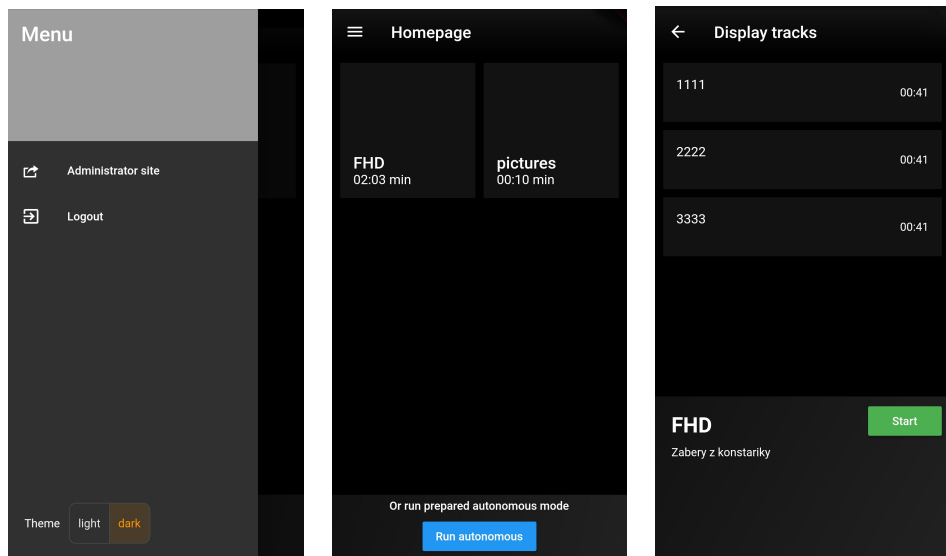 Menu
Administrator site
Logout
Theme light dark
Homepage
FHD
02:03 min
pictures
00:10 min
Or run prepared autonomous mode
Run autonomous
Display tracks
1111
00:41
2222
00:41
3333
00:41
FHD
Start
Zabery z konstariky